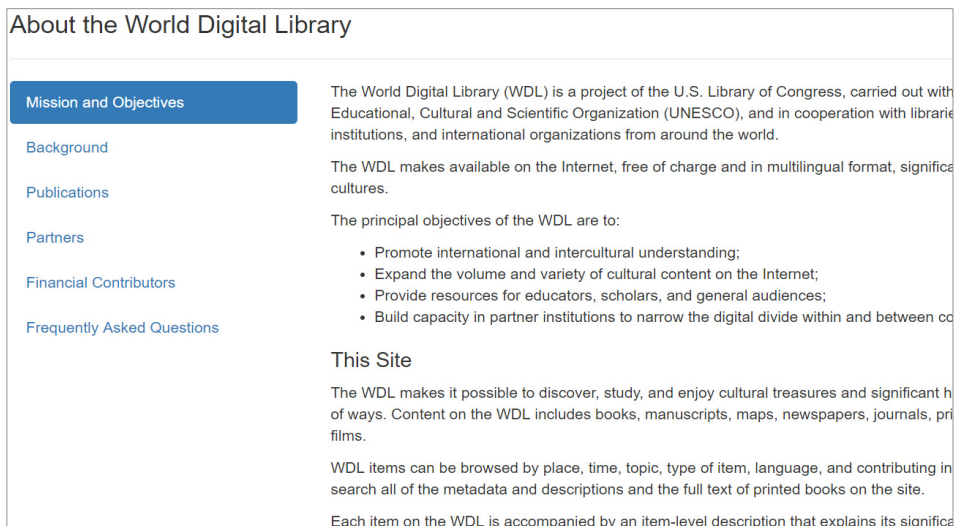 About the World Digital Library
Mission and Objectives
Background
Publications
Partners
Financial Contributors
Frequently Asked Questions
The World Digital Library (WDL) is a project of the U.S. Library of Congress, carried out with
Educational, Cultural and Scientific Organization (UNESCO), and in cooperation with
institutions, and international organizations from around the world.
The WDL makes available on the Internet, free of charge and in multilingual format,
cultures.
The principal objectives of the WDL are to:
• Promote international and intercultural understanding;
• Expand the volume and variety of cultural content on the Internet;
• Provide resources for educators, scholars, and general audiences;
• Build capacity in partner institutions to narrow the digital divide within and between
This Site
The WDL makes it possible to discover, study, and enjoy cultural treasures and significant
of ways. Content on the WDL includes books, manuscripts, maps, newspapers, journals,
films.
WDL items can be browsed by place, time, topic, type of item, language, and contributing
search all of the metadata and descriptions and the full text of printed books on the site.
Each item on the WDL is accompanied by an item-level description that explains its